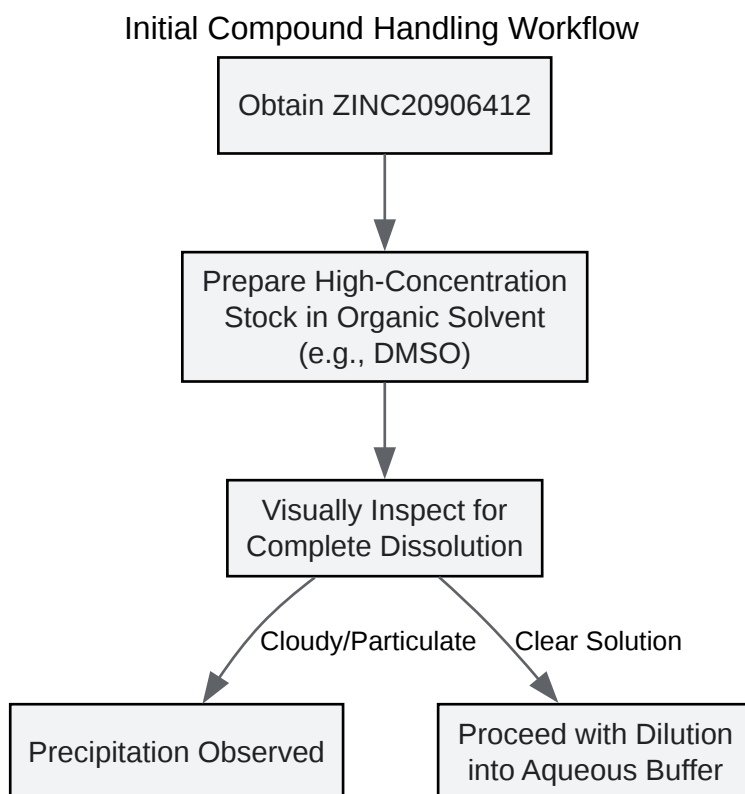 Initial Compound Handling Workflow
Obtain ZINC20906412
Prepare High-Concentration
Stock in Organic Solvent
(e.g., DMSO)
Visually Inspect for
Complete Dissolution
Cloudy/Particulate
Clear Solution
Precipitation Observed
Proceed with Dilution
into Aqueous Buffer